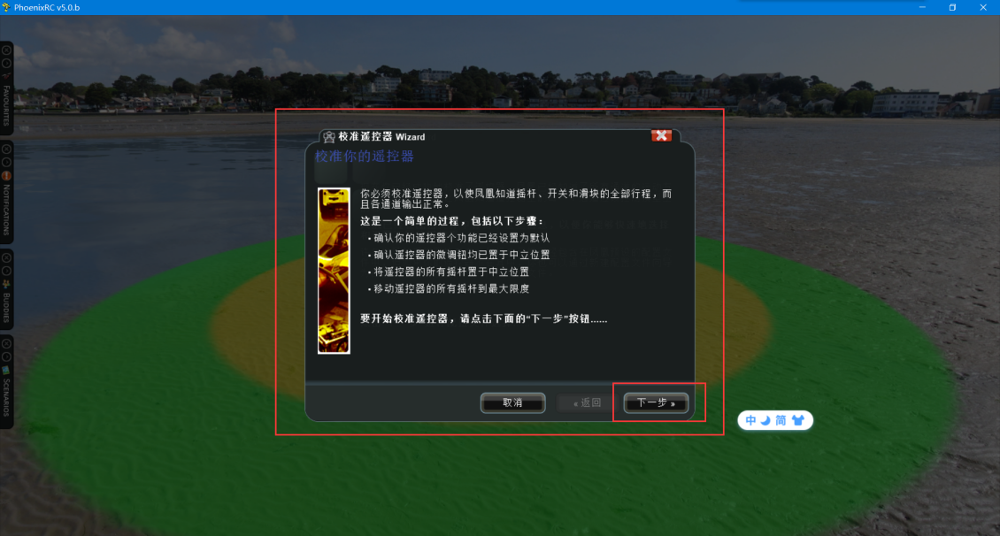 PhoenixRC v5.0.b
FAVOURITES
NOTIFICATIONS
BUDDIES
SCENARIOS
校准遥控器 Wizard
校准你的遥控器
你必须校准遥控器，以使凤凰知道摇杆、开关和滑块的全部行程，而
且各通道输出正常。
这是一个简单的过程，包括以下步骤：
•确认你的遥控器个功能已经设置为默认
•确认遥控器的微调钮均已置于中立位置
•将遥控器的所有摇杆置于中立位置
•移动遥控器的所有摇杆到最大限度
要开始校准遥控器，请点击下面的“下一步”按钮......
取消
« 返回
下一步 »
中 简